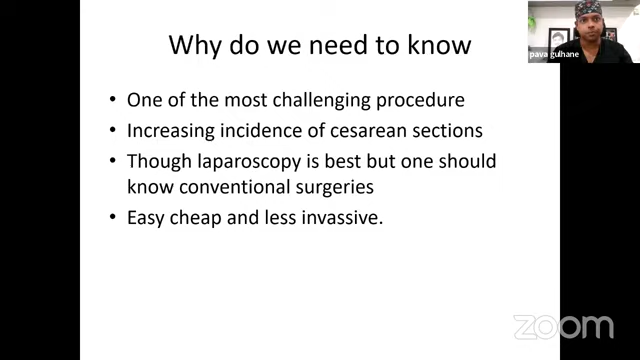 Why do we need to know
pava gulhane
• One of the most challenging procedure
• Increasing incidence of cesarean sections
• Though laparoscopy is best but one should
know conventional surgeries
• Easy cheap and less invassive.
zoom